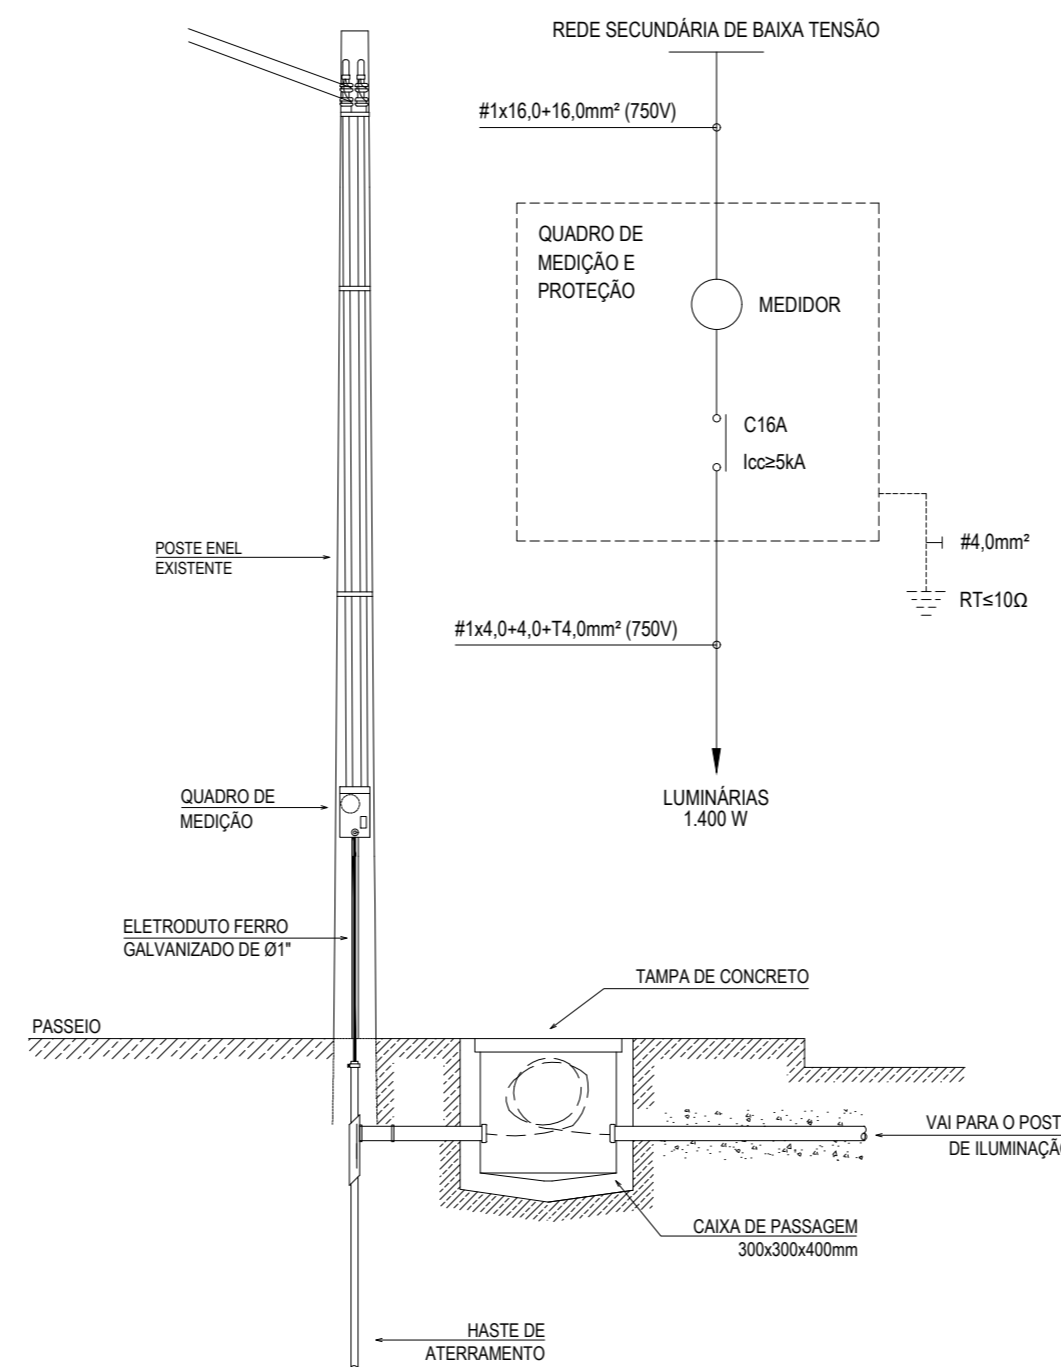 REDE SECUNDÁRIA DE BAIXA TENSÃO
#1x16,0+16,0mm² (750V)
QUADRO DE
MEDIÇÃO E
PROTEÇÃO
MEDIDOR
C16A
Icc≥5kA
#4,0mm²
RT≤10Ω
#1x4,0+4,0+T4,0mm² (750V)
LUMINÁRIAS
1.400 W
POSTE ENEL
EXISTENTE
QUADRO DE
MEDIÇÃO
ELETRODUTO FERRO
GALVANIZADO DE Ø1"
TAMPA DE CONCRETO
PASSEIO
VAI PARA O POST
DE ILUMINAÇÃ
CAIXA DE PASSAGEM
300x300x400mm
HASTE DE
ATERRAMENTO